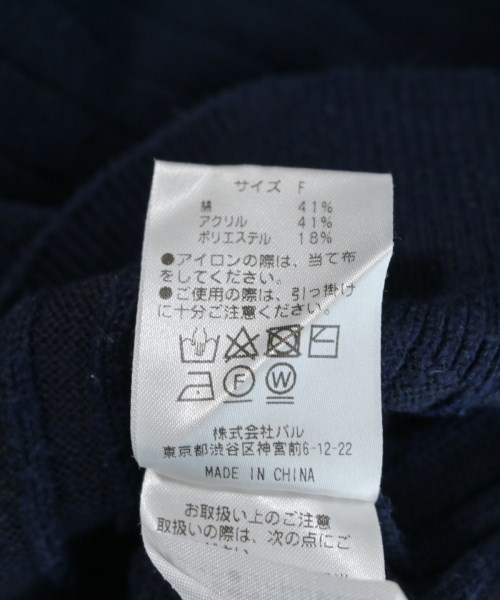 サイズ F
綿 41%
アクリル 41%
ポリエステル 18%
●アイロンの際は、当て布
をしてください。
●ご使用の際は、引っ掛け
に十分ご注意ください。
F W
株式会社バル
東京都渋谷区神宮前6-12-22
MADE IN CHINA
お取扱い上のご注意
取扱いの際は、次の点にご